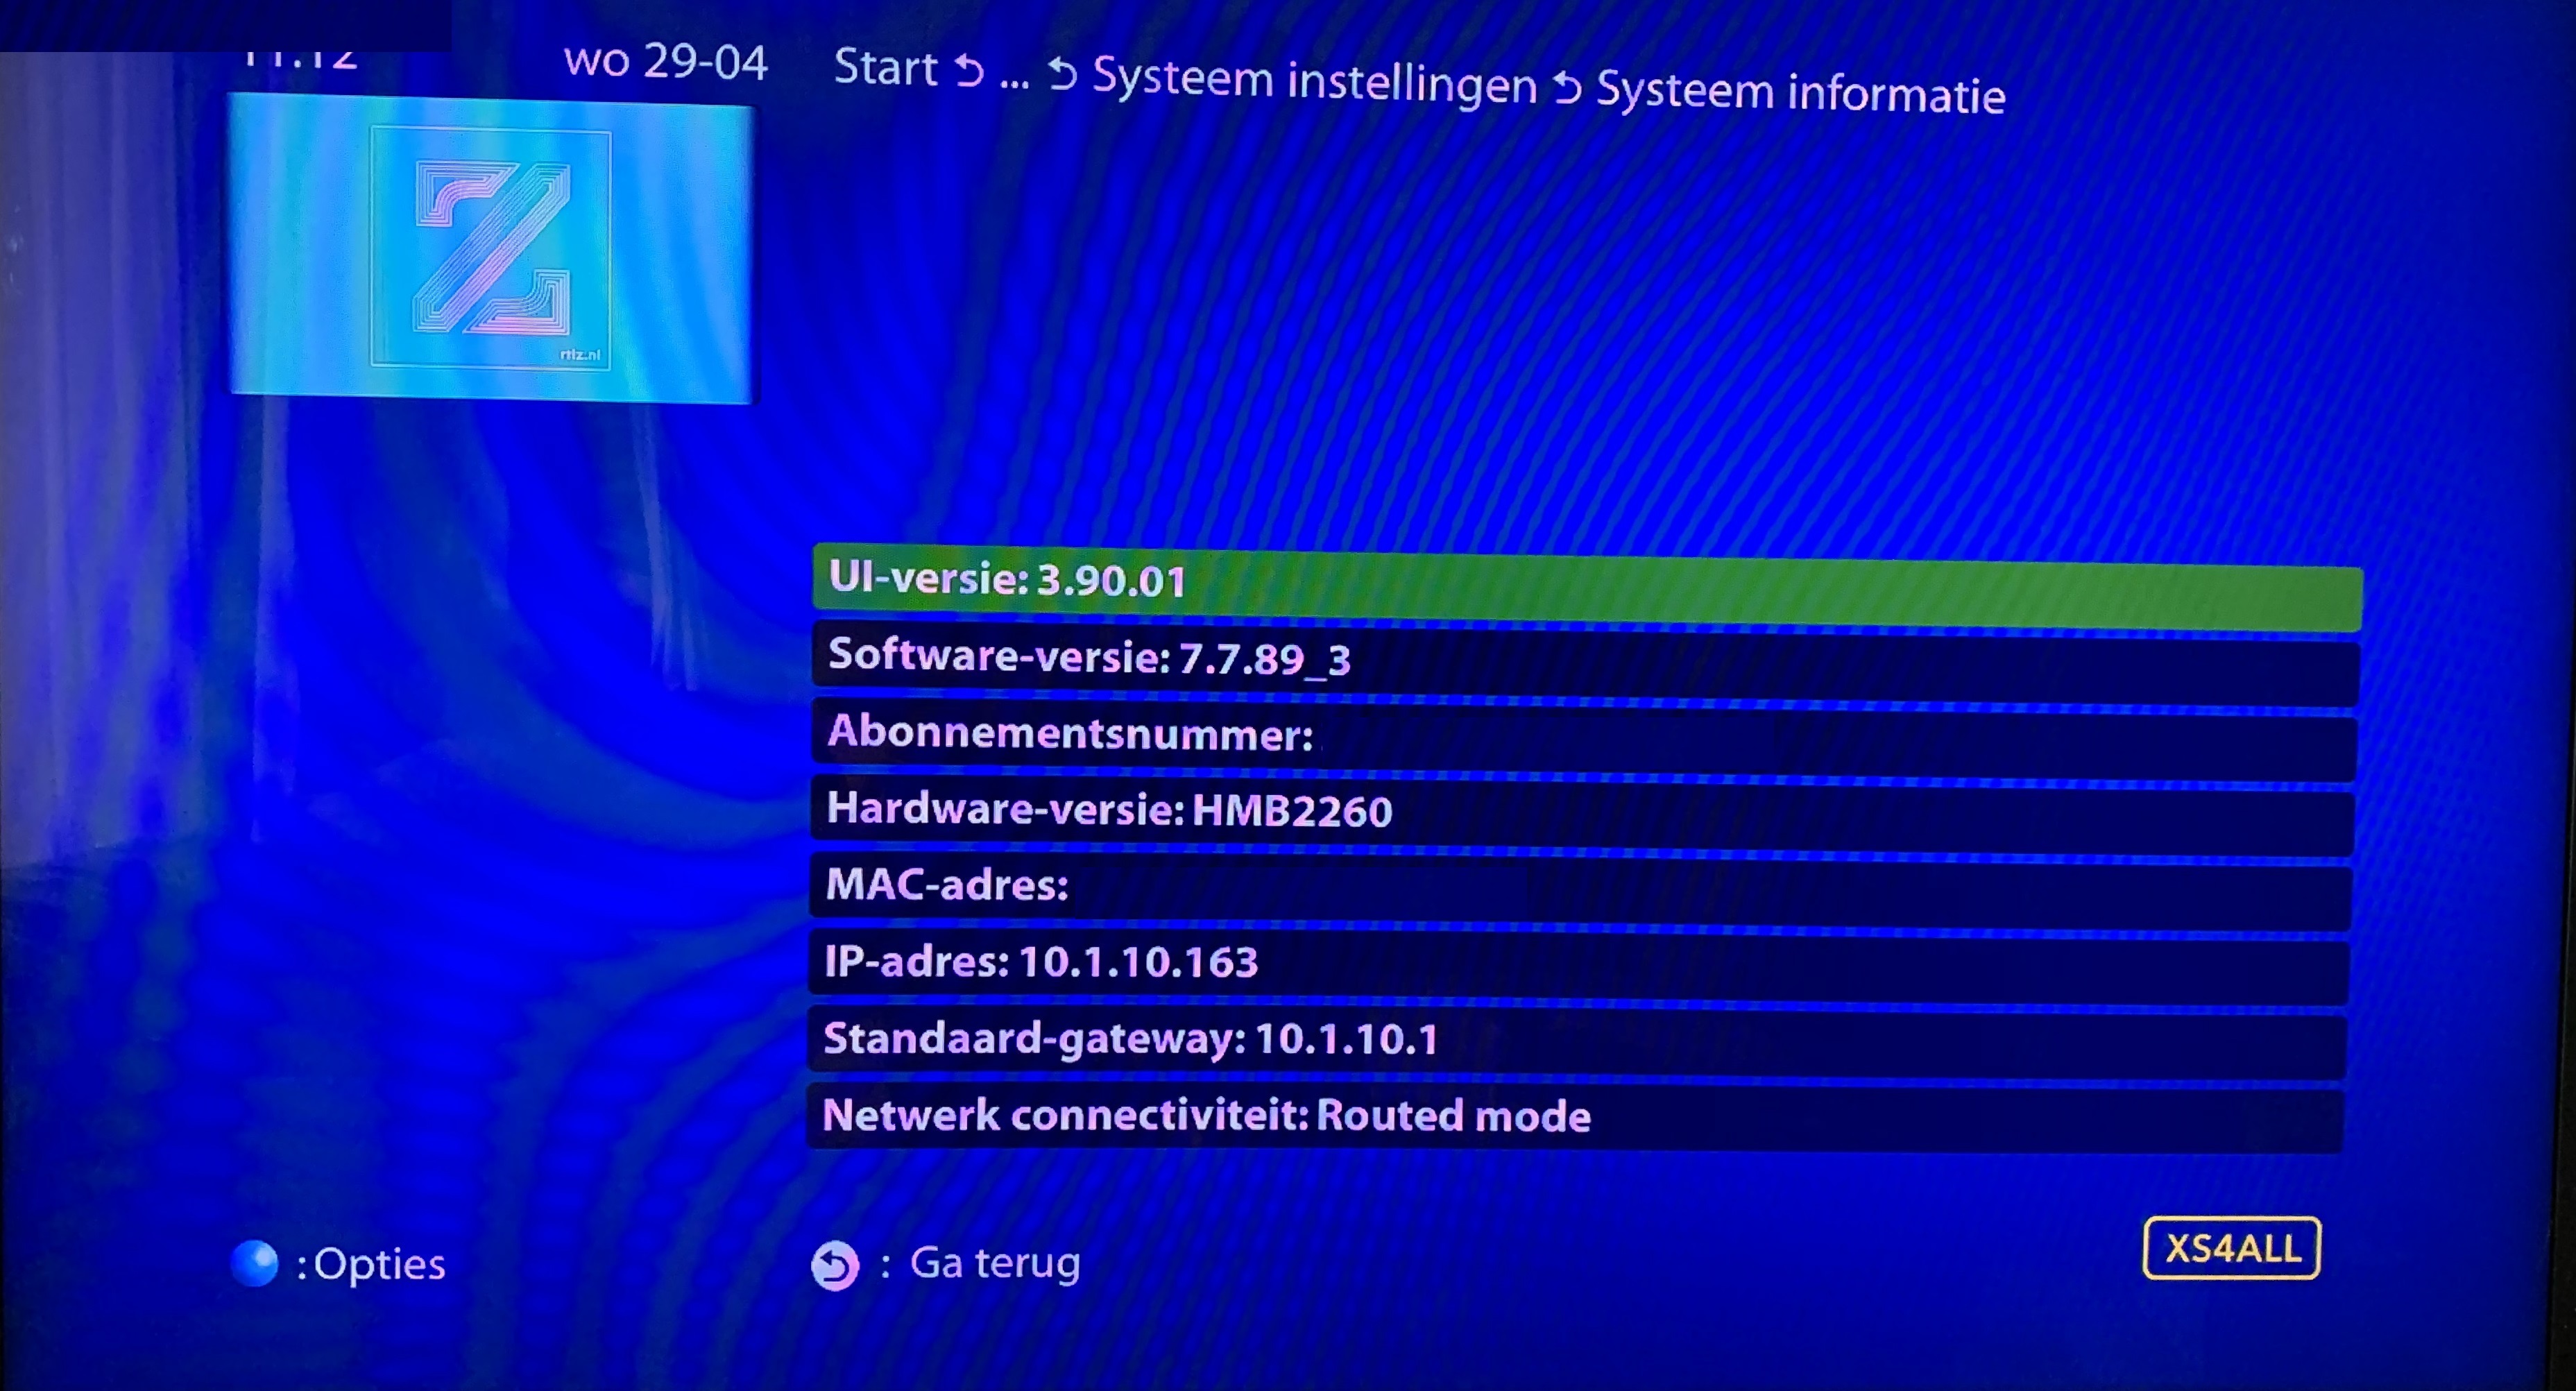 11:12 wo 29-04 Start ... Systeem instellingen Systeem informatie
Z
rtlz.nl
UI-versie: 3.90.01
Software-versie: 7.7.89_3
Abonnementsnummer:
Hardware-versie: HMB2260
MAC-adres:
IP-adres: 10.1.10.163
Standaard-gateway: 10.1.10.1
Netwerk connectiviteit: Routed mode
: Opties : Ga terug
XS4ALL